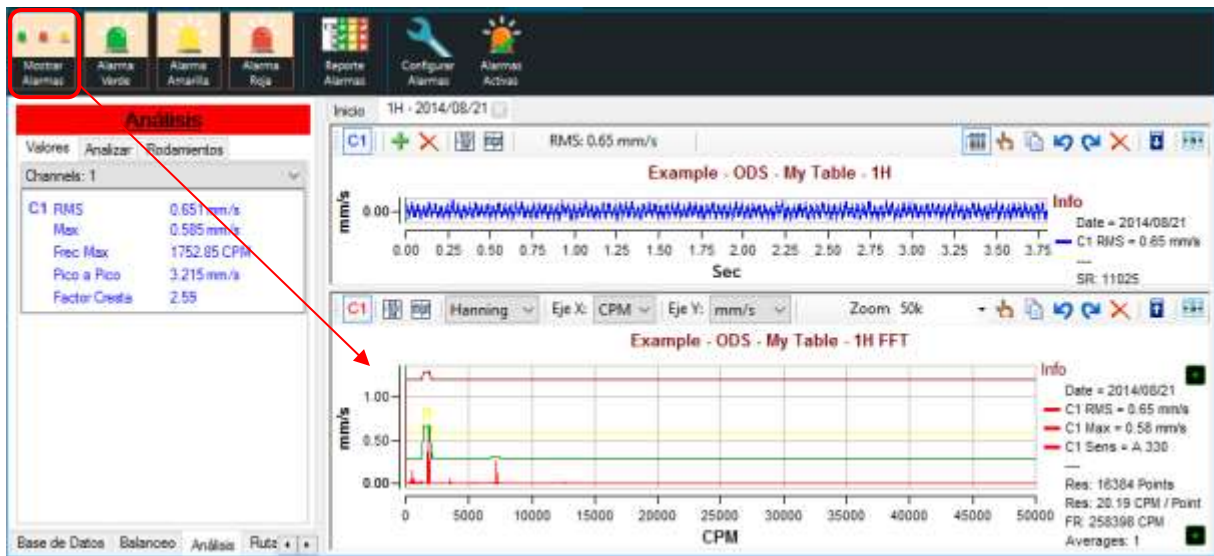 Mostrar Alarmas
Alarma Verde
Alarma Amarilla
Alarma Roja
Reporte Alarmas
Configurar Alarmas
Alarmas Activas
Análisis
Valores Analizar Rodamientos
Channels: 1
C1 RMS 0.651 mm/s
Max 0.585 mm/s
Frec Max 1752.85 CPM
Pico a Pico 3.215 mm/s
Factor Cresta 2.59
Base de Datos Balanceo Análisis Ruta
Inicio 1H - 2014/08/21
C1 RMS: 0.65 mm/s
Example - ODS - My Table - 1H
mm/s
0.00
0.00 0.25 0.50 0.75 1.00 1.25 1.50 1.75 2.00 2.25 2.50 2.75 3.00 3.25 3.50 3.75
Sec
Info
Date = 2014/08/21
C1 RMS = 0.65 mm/s
---
SR: 11025
C1 Hanning Eje X: CPM Eje Y: mm/s Zoom 50k
Example - ODS - My Table - 1H FFT
mm/s
1.00
0.50
0.00
0 5000 10000 15000 20000 25000 30000 35000 40000 45000 50000
CPM
Info
Date = 2014/08/21
C1 RMS = 0.65 mm/s
C1 Max = 0.58 mm/s
C1 Sens = A 330
---
Res: 16384 Points
Res: 20.19 CPM / Point
FR: 258398 CPM
Averages: 1